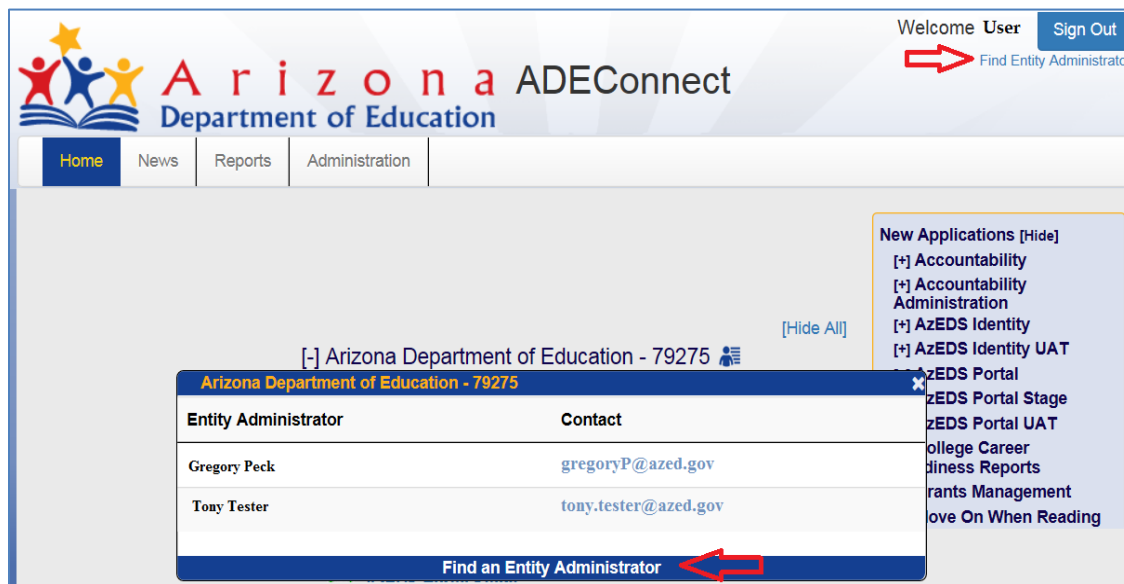 Welcome User
Sign Out
Find Entity Administrato
Arizona ADEConnect
Department of Education
Home
News
Reports
Administration
New Applications [Hide]
[+] Accountability
[+] Accountability
Administration
[+] AzEDS Identity
[+] AzEDS Identity UAT
zEDS Portal
zEDS Portal Stage
zEDS Portal UAT
ollege Career
diness Reports
rants Management
ove On When Reading
[Hide All]
[-] Arizona Department of Education - 79275
Arizona Department of Education - 79275
Entity Administrator Contact
Gregory Peck gregoryP@azed.gov
Tony Tester tony.tester@azed.gov
Find an Entity Administrator